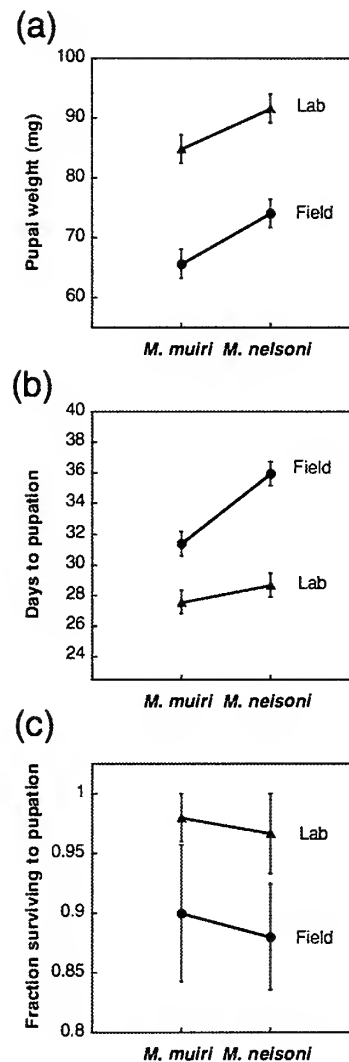 (a)
Pupal weight (mg)
100
90
80
70
60
Lab
Field
M. muiri M. nelsoni
(b)
Days to pupation
40
38
36
34
32
30
28
26
24
Field
Lab
M. muiri M. nelsoni
(c)
Fraction surviving to pupation
1
0.95
0.9
0.85
0.8
Lab
Field
M. muiri M. nelsoni